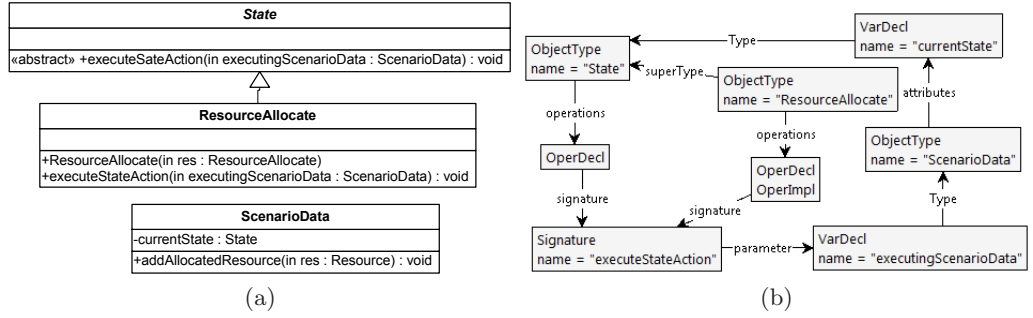 State
«abstract» +executeSateAction(in executingScenarioData : ScenarioData) : void
ResourceAllocate
+ResourceAllocate(in res : ResourceAllocate)
+executeStateAction(in executingScenarioData : ScenarioData) : void
ScenarioData
-currentState : State
+addAllocatedResource(in res : Resource) : void
(a)
VarDecl
name = "currentState"
Type
ObjectType
name = "State"
superType
ObjectType
name = "ResourceAllocate"
attributes
operations
operations
ObjectType
name = "ScenarioData"
OperDecl
OperDecl
OperImpl
signature
signature
Type
Signature
name = "executeStateAction"
parameter
VarDecl
name = "executingScenarioData"
(b)